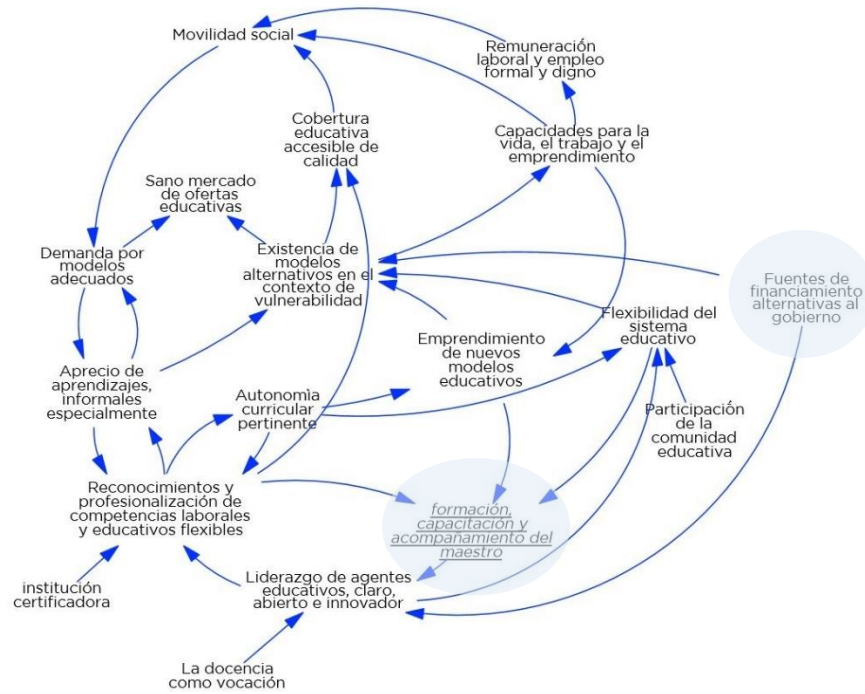 Movilidad social
Remuneración
laboral y empleo
formal y digno
Cobertura
educativa
accesible de
calidad
Capacidades para la
vida, el trabajo y el
emprendimiento
Sano mercado
de ofertas
educativas
Demanda por
modelos
adecuados
Existencia de
modelos
alternativos en el
contexto de
vulnerabilidad
Fuentes de
financiamiento
alternativas al
gobierno
Flexibilidad del
sistema
educativo
Emprendimiento
de nuevos
modelos
educativos
Aprecio de
aprendizajes,
informales
especialmente
Autonomìa
curricular
pertinente
Participación
de la
comunidad
educativa
Reconocimientos y
profesionalización de
competencias laborales
y educativos flexibles
formación,
capacitación y
acompañamiento del
maestro
institución
certificadora
Liderazgo de agentes
educativos, claro,
abierto e innovador
La docencia
como vocación